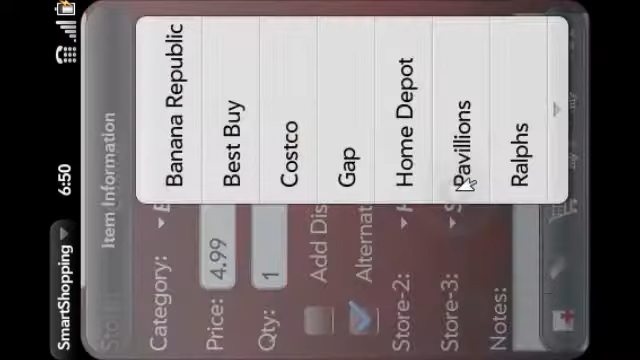 SmartShopping
6:50
Item Information
Sto
Category:
Price: 4.99
Qty: 1
Add Dis
Alternat
Store-2:
Store-3:
Notes:
Banana Republic
Best Buy
Costco
Gap
Home Depot
Pavillions
Ralphs